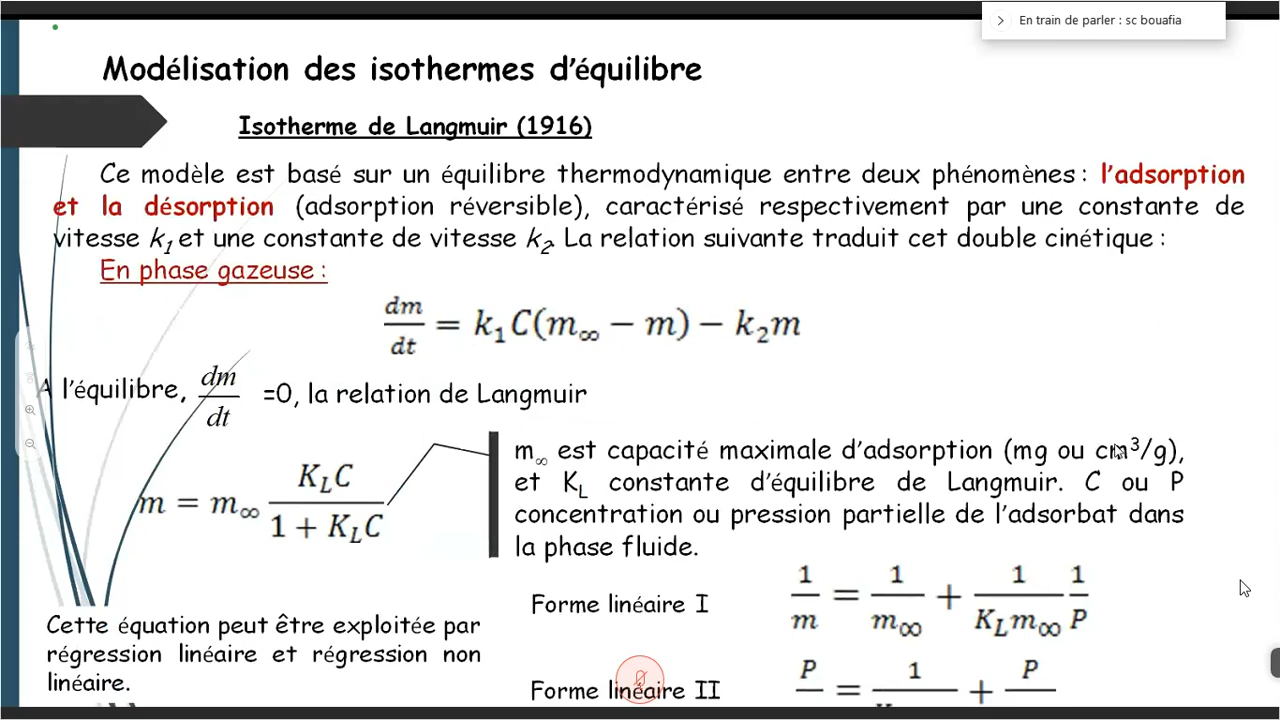 En train de parler : sc bouafia
Modélisation des isothermes d'équilibre
Isotherme de Langmuir (1916)
Ce modèle est basé sur un équilibre thermodynamique entre deux phénomènes : l'adsorption
et la désorption (adsorption réversible), caractérisé respectivement par une constante de
vitesse k₁ et une constante de vitesse k₂. La relation suivante traduit cet double cinétique :
En phase gazeuse :
dm/dt = k₁C(m∞ − m) − k₂m
A l'équilibre, dm/dt =0, la relation de Langmuir
m∞ est capacité maximale d'adsorption (mg ou cm³/g),
et K_L constante d'équilibre de Langmuir. C ou P
concentration ou pression partielle de l'adsorbat dans
la phase fluide.
m = m∞ K_LC/(1 + K_LC)
Forme linéaire I 1/m = 1/m∞ + 1/(K_Lm∞) 1/P
Cette équation peut être exploitée par
régression linéaire et régression non
linéaire.
Forme linéaire II P = 1 + P